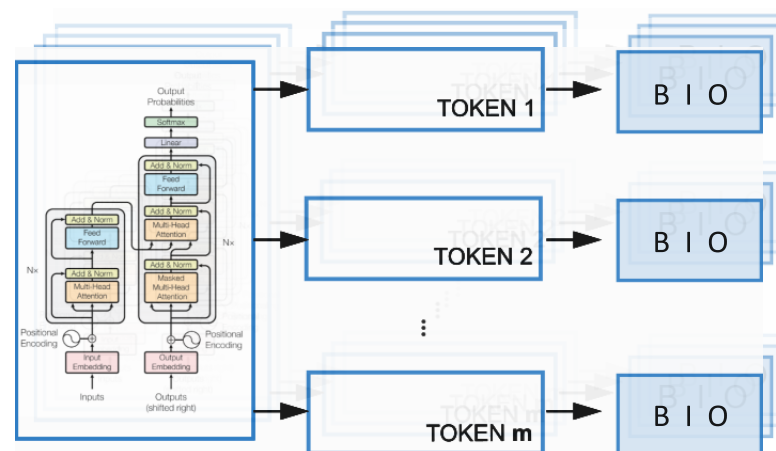 Output
Probabilities
Softmax
Linear
Add & Norm
Feed
Forward
Add & Norm
Multi-Head
Attention
Nx
Add & Norm
Masked
Multi-Head
Attention
Add & Norm
Feed
Forward
Nx
Add & Norm
Multi-Head
Attention
Positional
Encoding
Positional
Encoding
Input
Embedding
Output
Embedding
Inputs
Outputs
(shifted right)
TOKEN 1
B I O
TOKEN 2
B I O
⋮
TOKEN m
B I O